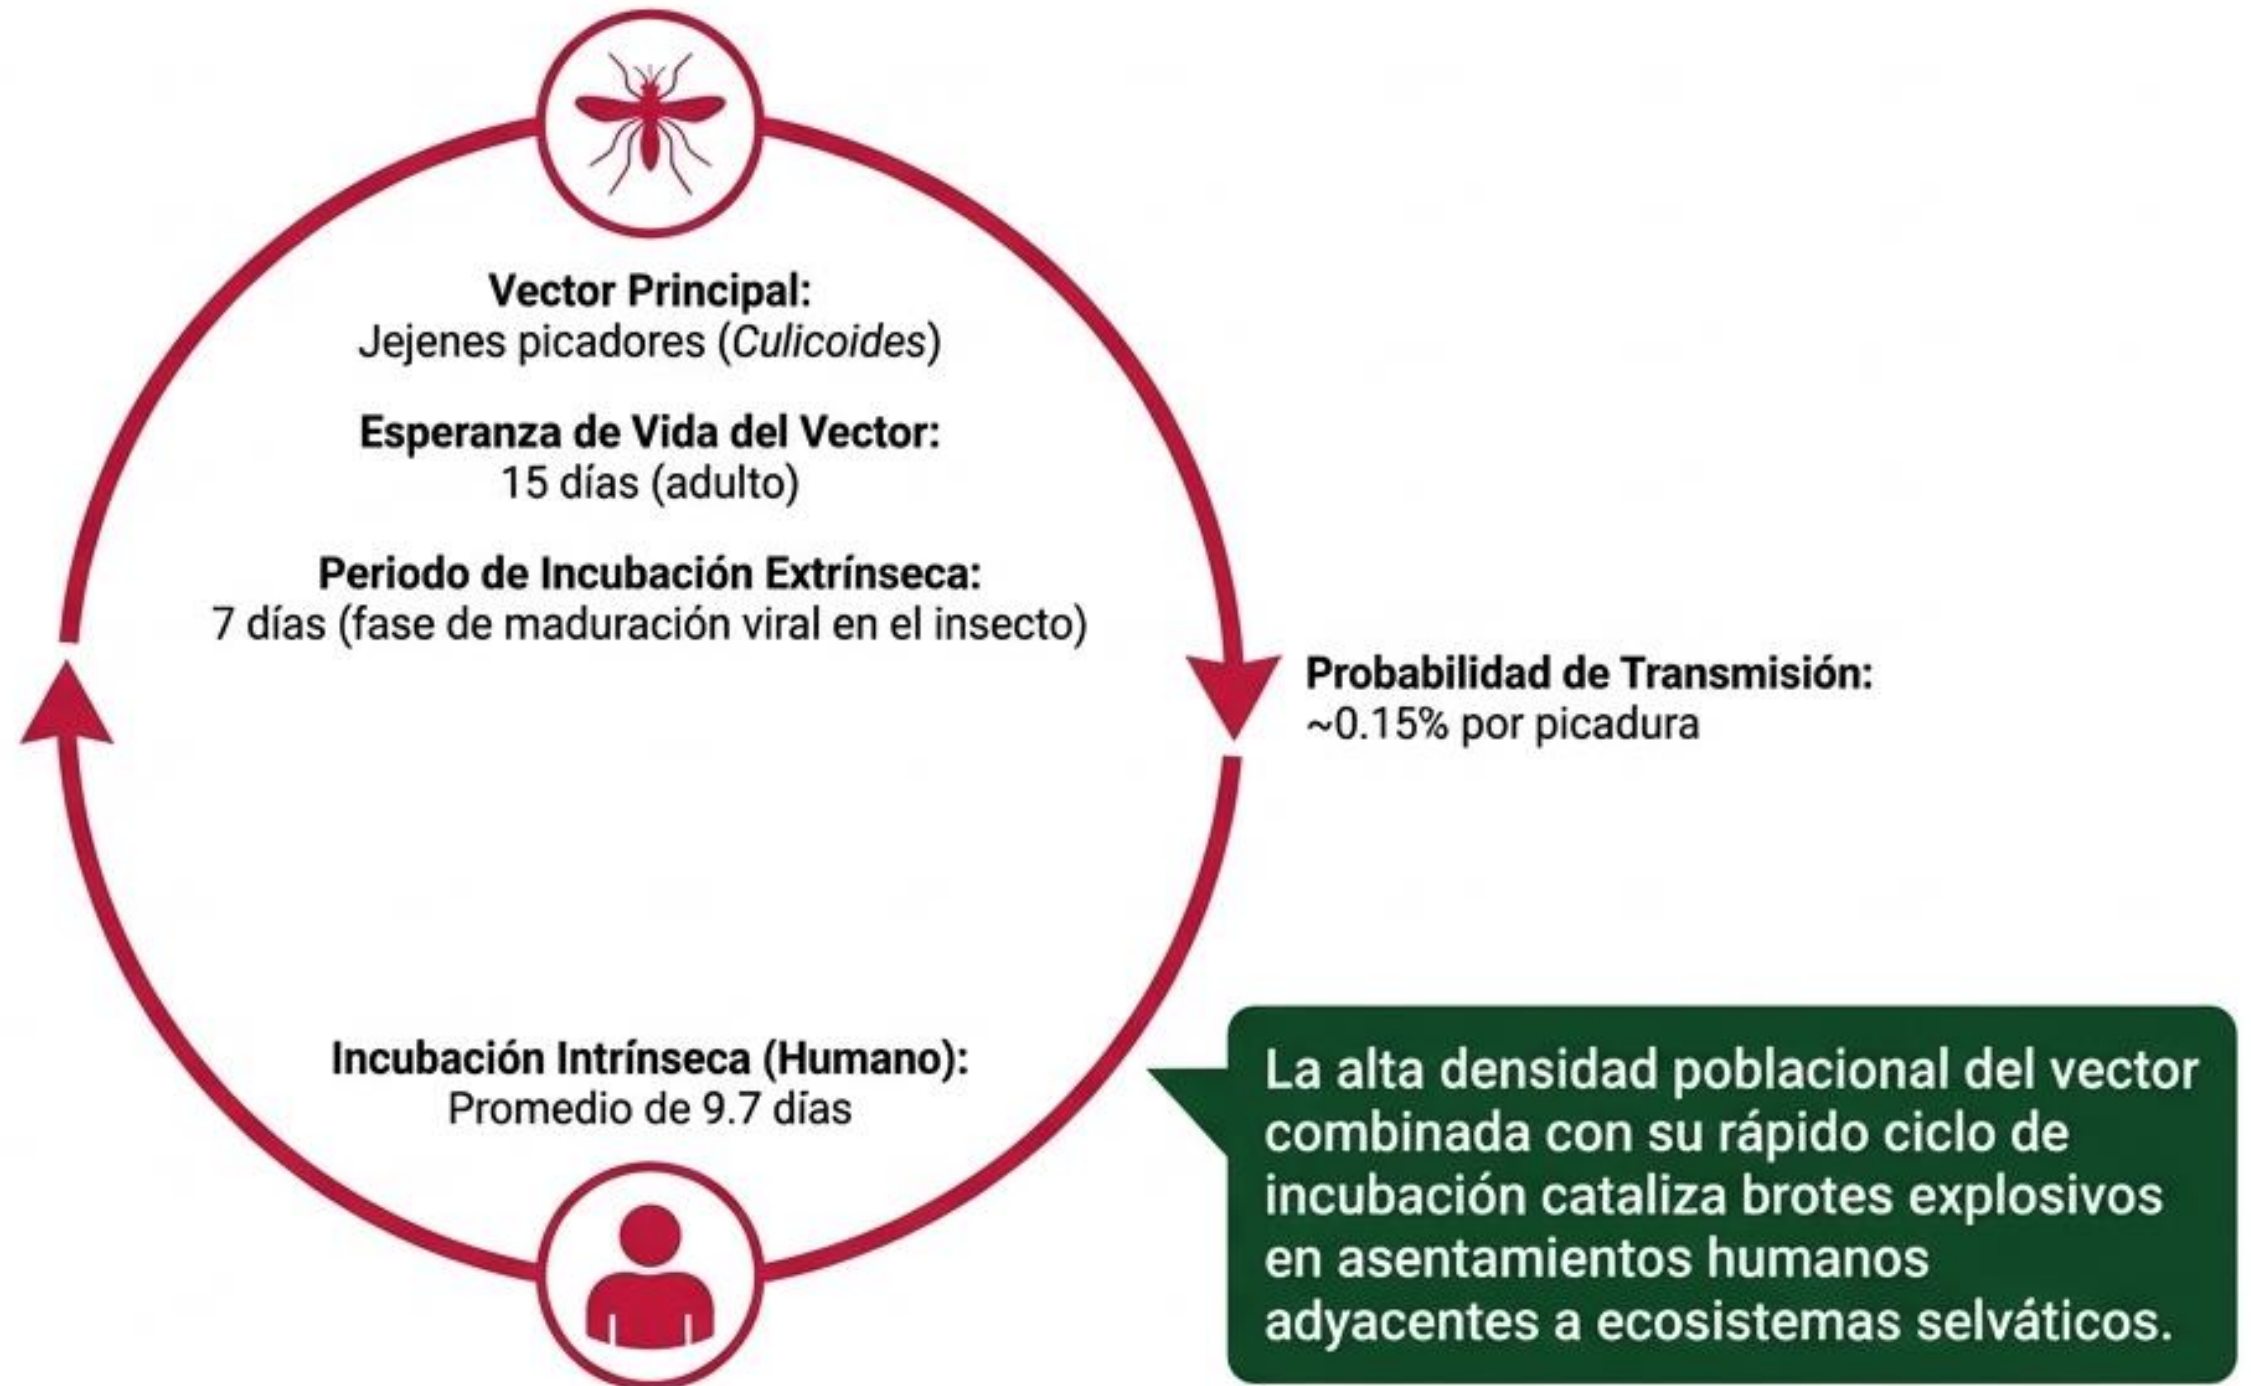 Vector Principal:
Jejenes picadores (Culicoides)
Esperanza de Vida del Vector:
15 días (adulto)
Periodo de Incubación Extrínseca:
7 días (fase de maduración viral en el insecto)
Probabilidad de Transmisión:
~0.15% por picadura
Incubación Intrínseca (Humano):
Promedio de 9.7 días
La alta densidad poblacional del vector
combinada con su rápido ciclo de
incubación cataliza brotes explosivos
en asentamientos humanos
adyacentes a ecosistemas selváticos.